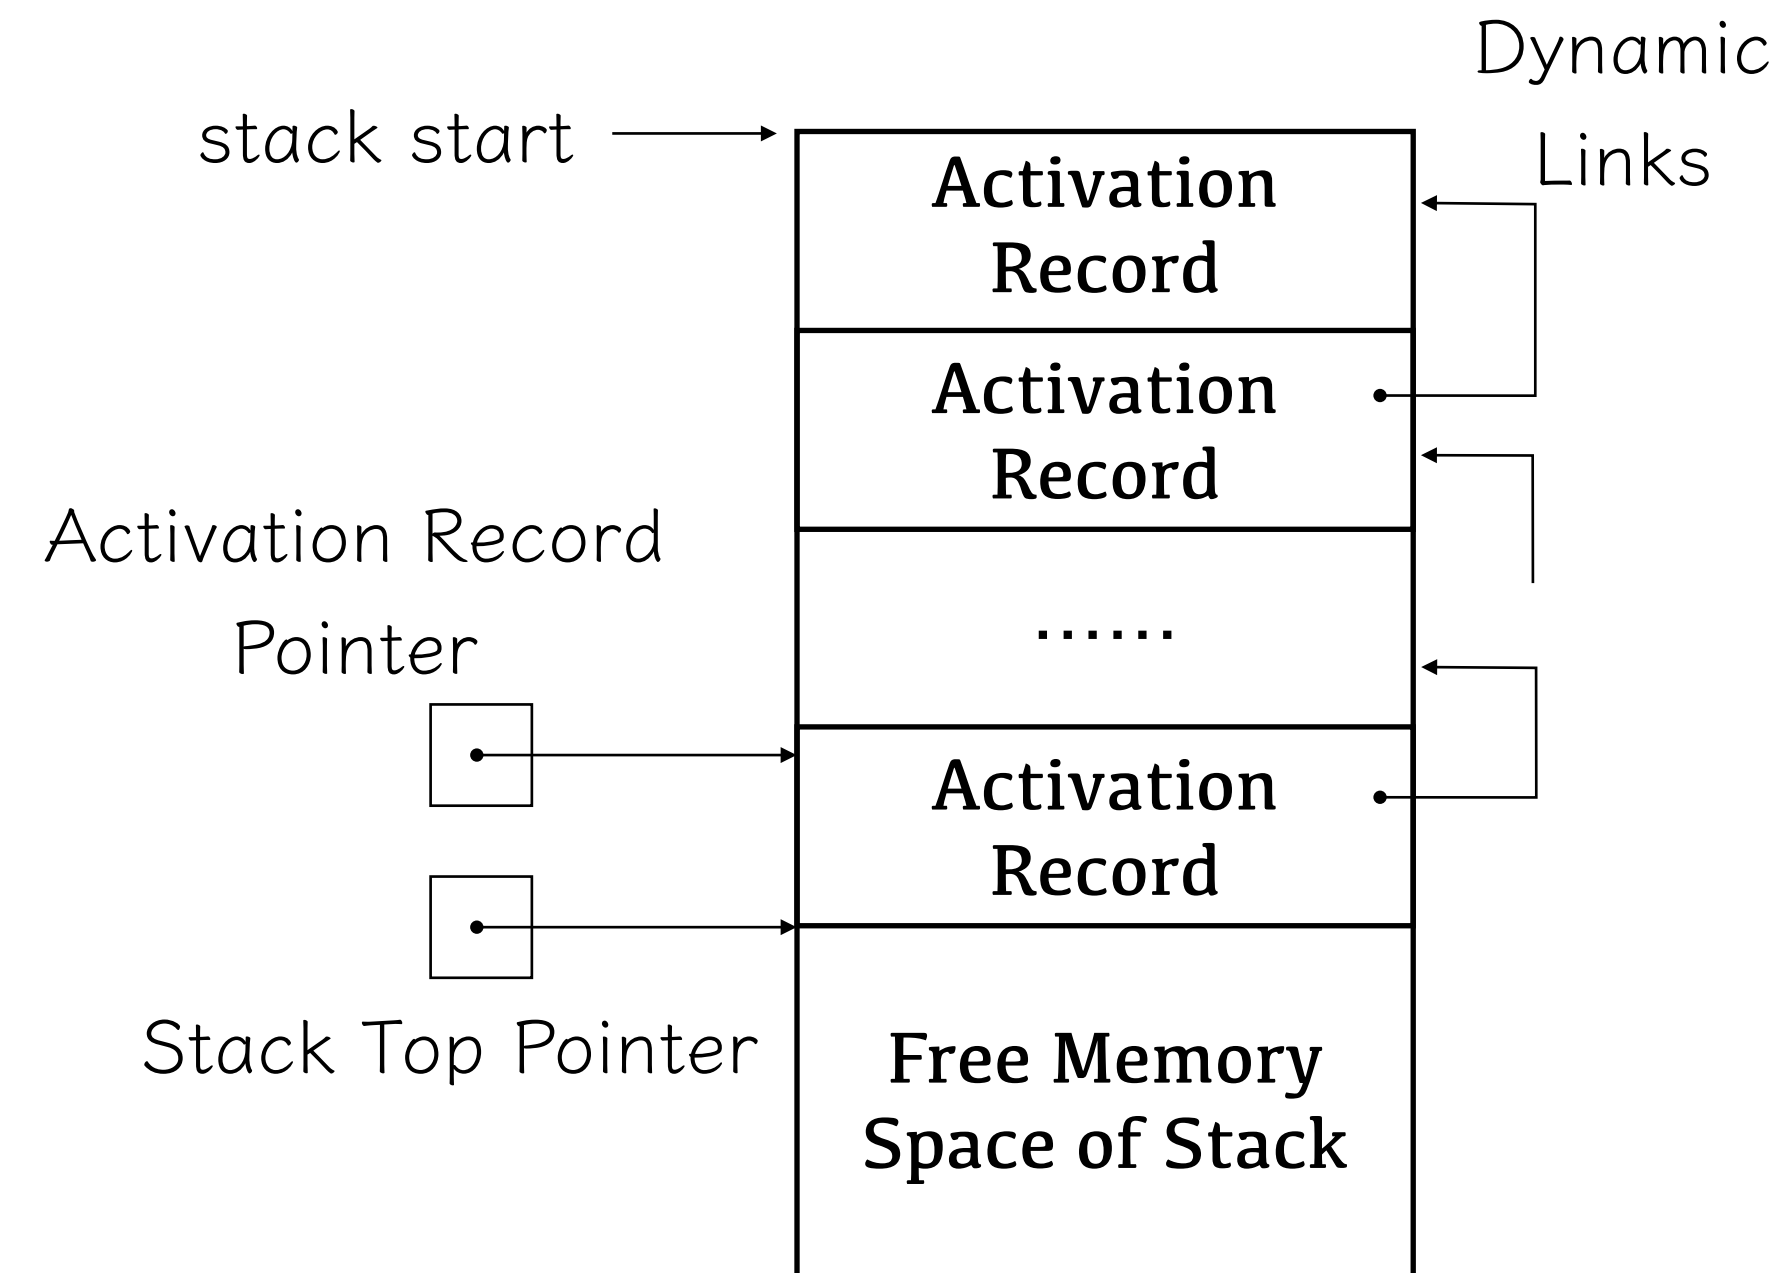 Dynamic
Links
stack start
Activation
Record
Activation
Record
Activation Record
Pointer
......
Activation
Record
Stack Top Pointer
Free Memory
Space of Stack